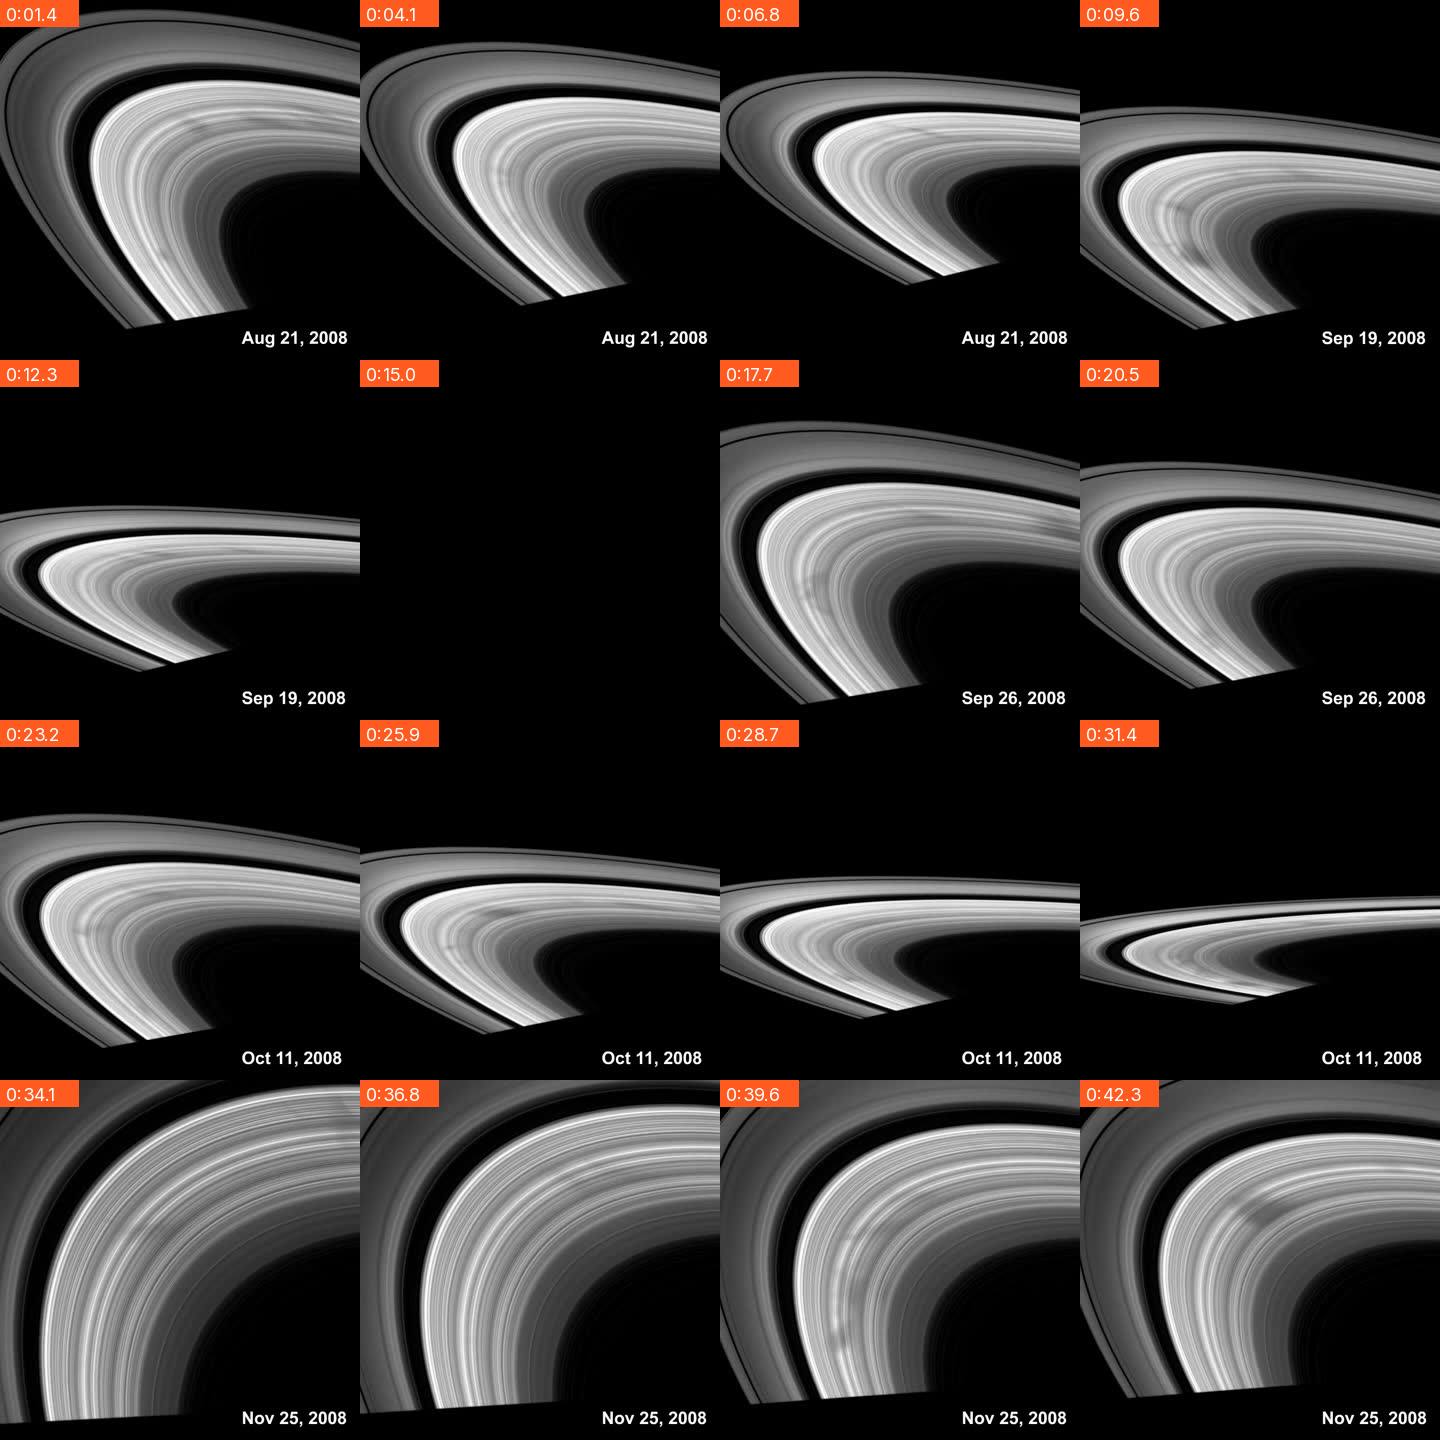 0:01.4
0:04.1
0:06.8
0:09.6
Aug 21, 2008
Aug 21, 2008
Aug 21, 2008
Sep 19, 2008
0:12.3
0:15.0
0:17.7
0:20.5
Sep 19, 2008
Sep 26, 2008
Sep 26, 2008
0:23.2
0:25.9
0:28.7
0:31.4
Oct 11, 2008
Oct 11, 2008
Oct 11, 2008
Oct 11, 2008
0:34.1
0:36.8
0:39.6
0:42.3
Nov 25, 2008
Nov 25, 2008
Nov 25, 2008
Nov 25, 2008